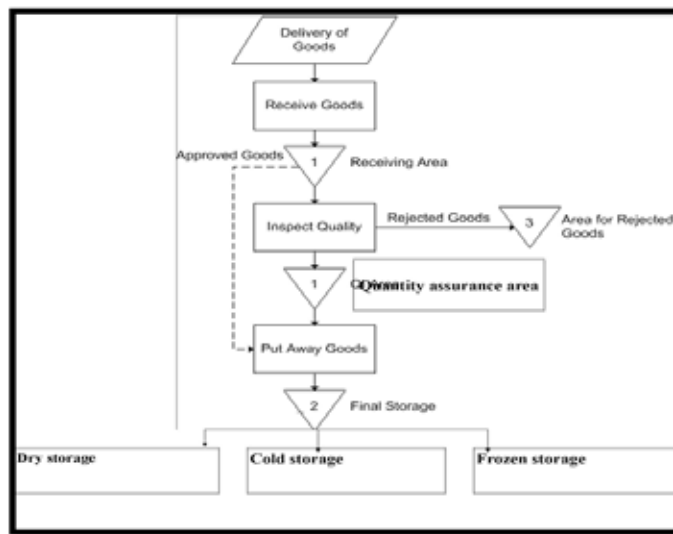 Delivery of
Goods
Receive Goods
Approved Goods
1
Receiving Area
Inspect Quality
Rejected Goods
3
Area for Rejected
Goods
1
Quantity assurance area
Put Away Goods
2
Final Storage
Dry storage
Cold storage
Frozen storage